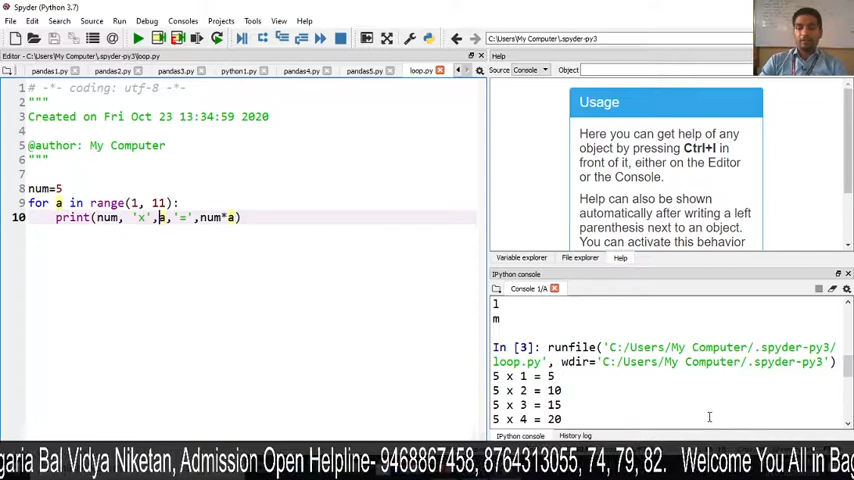 Spyder (Python 3.7)
File Edit Search Source Run Debug Consoles Projects Tools View Help
C:\Users\My Computer\.spyder-py3
Editor - C:\Users\My Computer\.spyder-py3\loop.py
pandas1.py pandas2.py pandas3.py python1.py pandas4.py pandas5.py loop.py
1 # -*- coding: utf-8 -*-
2 """
3 Created on Fri Oct 23 13:34:59 2020
4
5 @author: My Computer
6 """
7
8 num=5
9 for a in range(1, 11):
10 print(num, 'x',a,'=',num*a)
Help
Source Console Object
Usage
Here you can get help of any
object by pressing Ctrl+I in
front of it, either on the Editor
or the Console.
Help can also be shown
automatically after writing a left
parenthesis next to an object.
You can activate this behavior
Variable explorer File explorer Help
IPython console
Console 1/A
l
m
In [3]: runfile('C:/Users/My Computer/.spyder-py3/
loop.py', wdir='C:/Users/My Computer/.spyder-py3')
5 x 1 = 5
5 x 2 = 10
5 x 3 = 15
5 x 4 = 20
IPython console History log
garia Bal Vidya Niketan, Admission Open Helpline- 9468867458, 8764313055, 74, 79, 82. Welcome You All in Bag